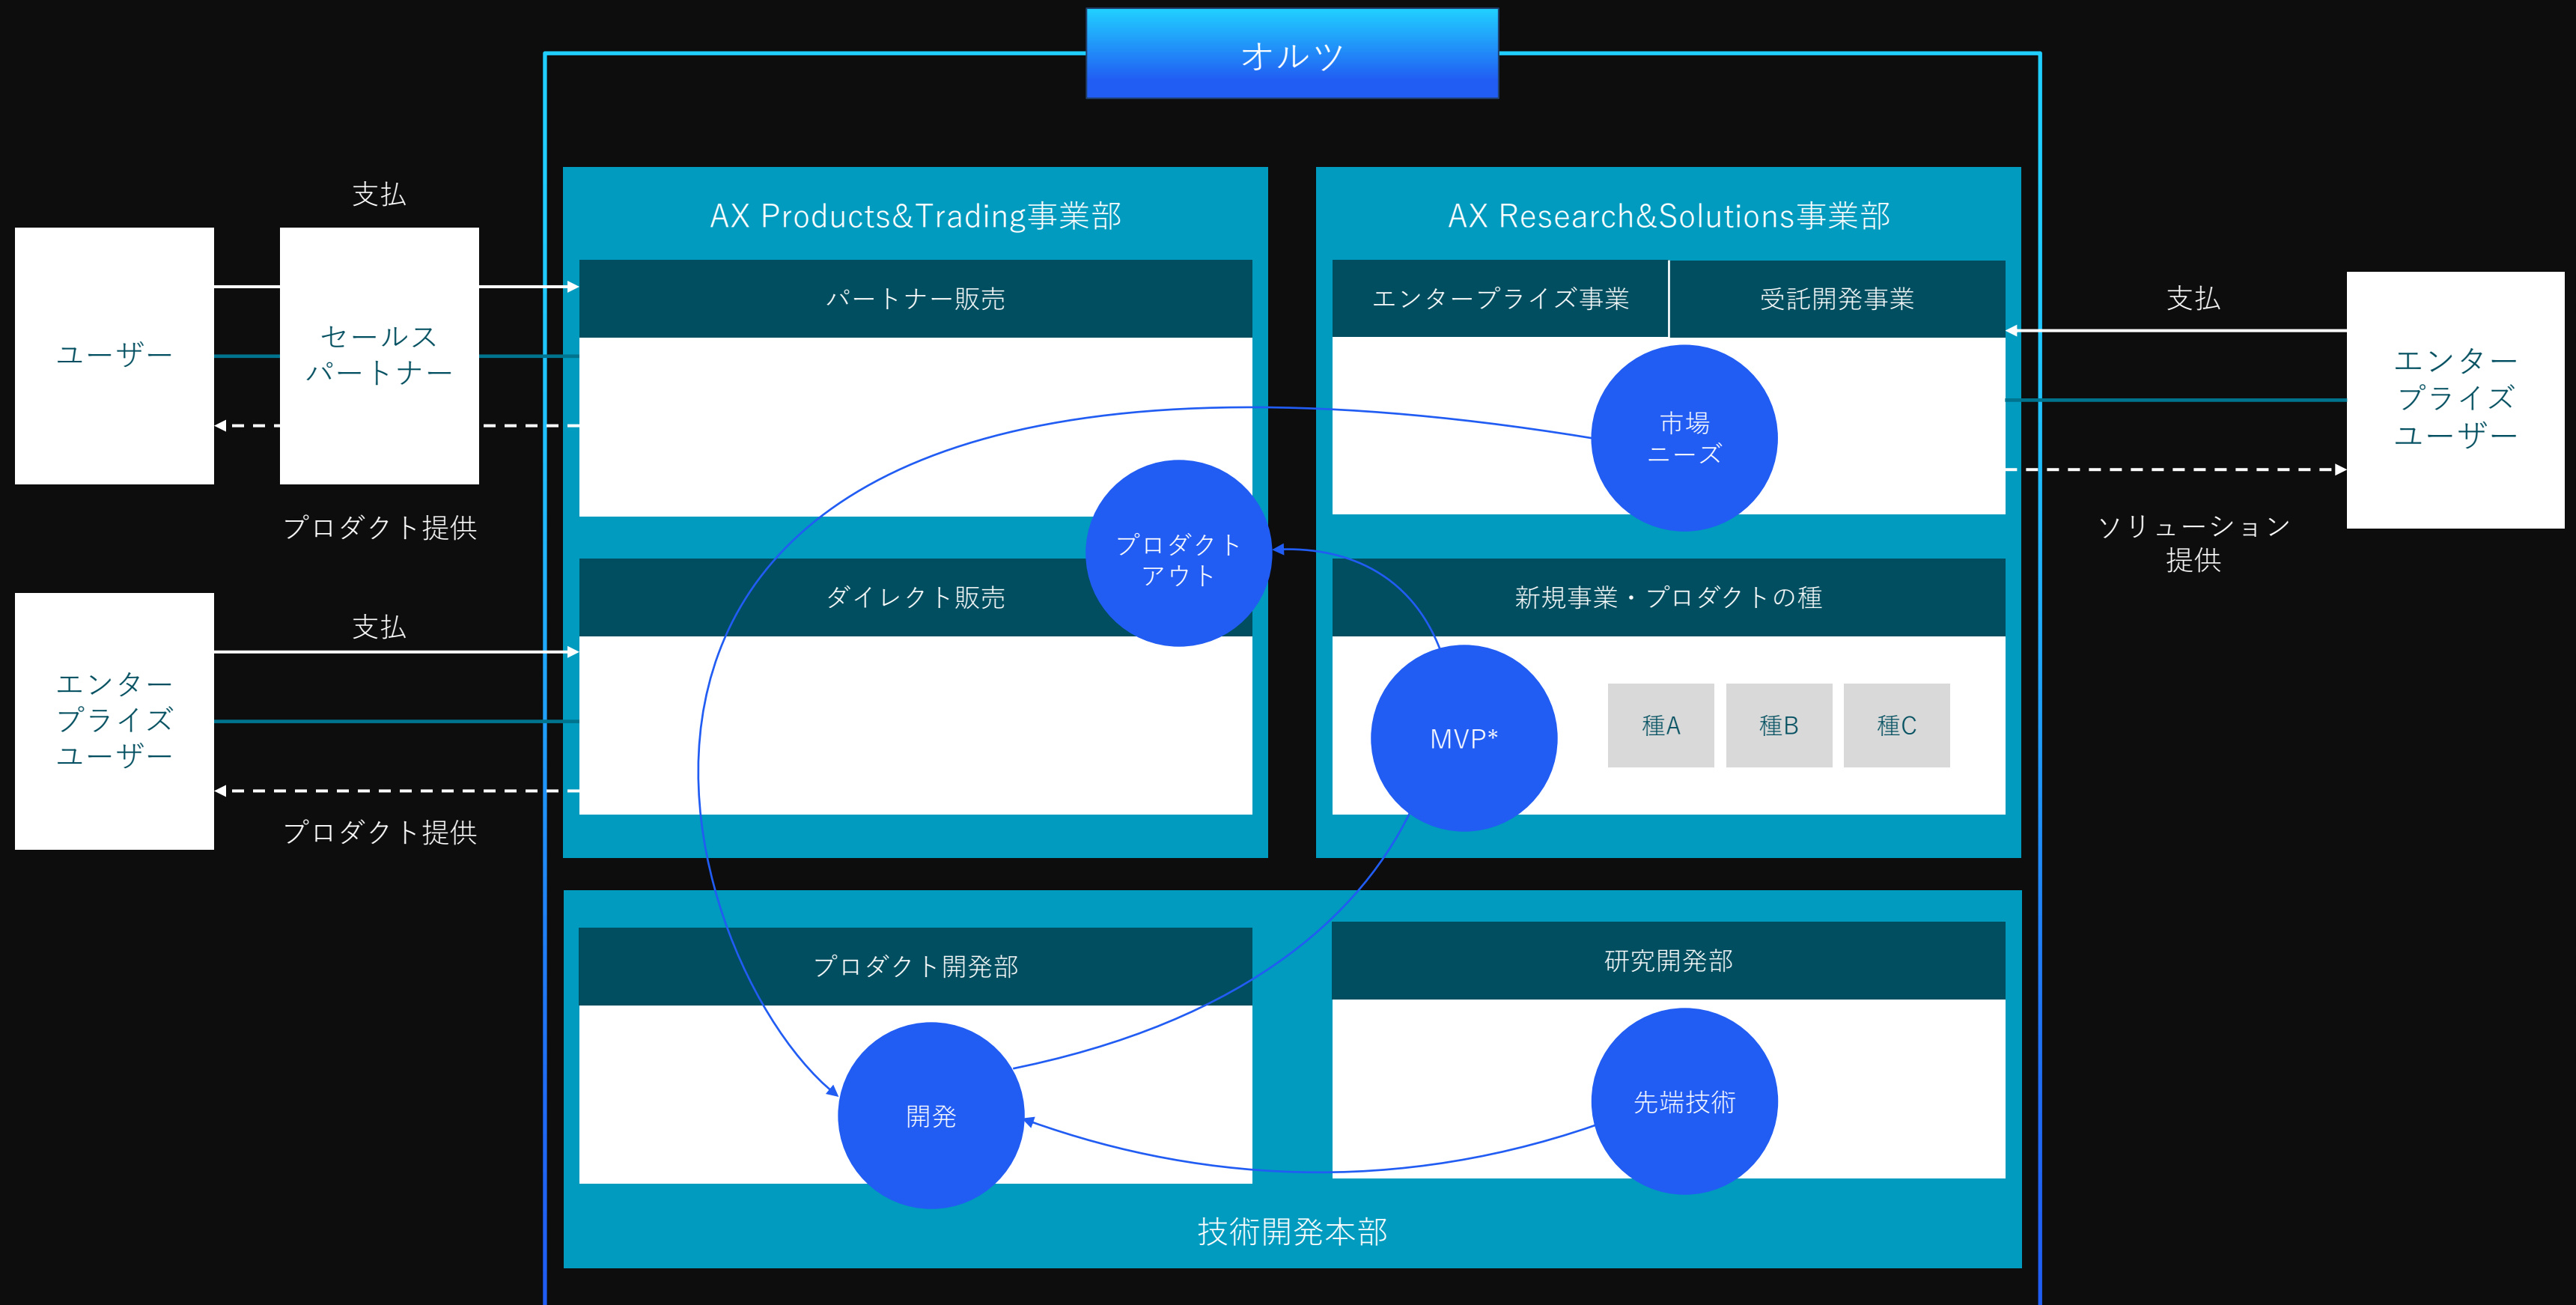 オルツ
支払
ユーザー
セールス
パートナー
プロダクト提供
支払
エンター
プライズ
ユーザー
プロダクト提供
AX Products&Trading事業部
パートナー販売
プロダクト
アウト
ダイレクト販売
AX Research&Solutions事業部
エンタープライズ事業
受託開発事業
市場
ニーズ
新規事業・プロダクトの種
MVP*
種A
種B
種C
支払
エンター
プライズ
ユーザー
ソリューション
提供
プロダクト開発部
開発
研究開発部
先端技術
技術開発本部